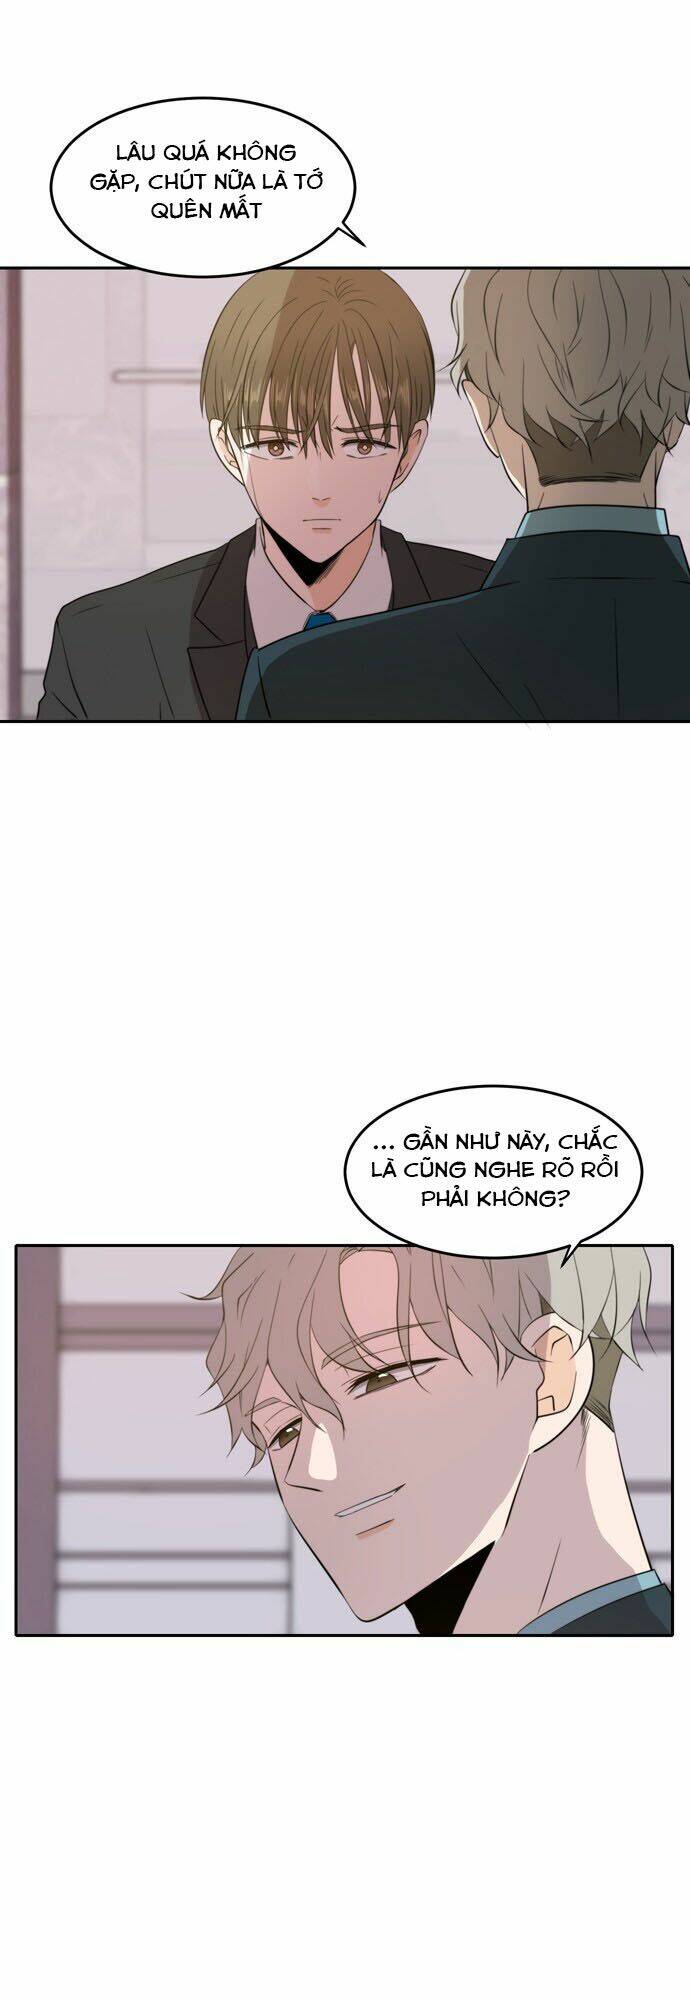 LÂU QUÁ KHÔNG
GẶP, CHÚT NỮA LÀ TỚ
QUÊN MẤT
... GẦN NHƯ NÀY, CHẮC
LÀ CŨNG NGHE RÕ RỒI
PHẢI KHÔNG?